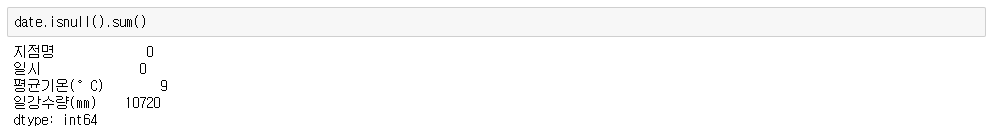 date.isnull().sum()
지점명 0
일시 0
평균기온(°C) 9
일강수량(mm) 10720
dtype: int64